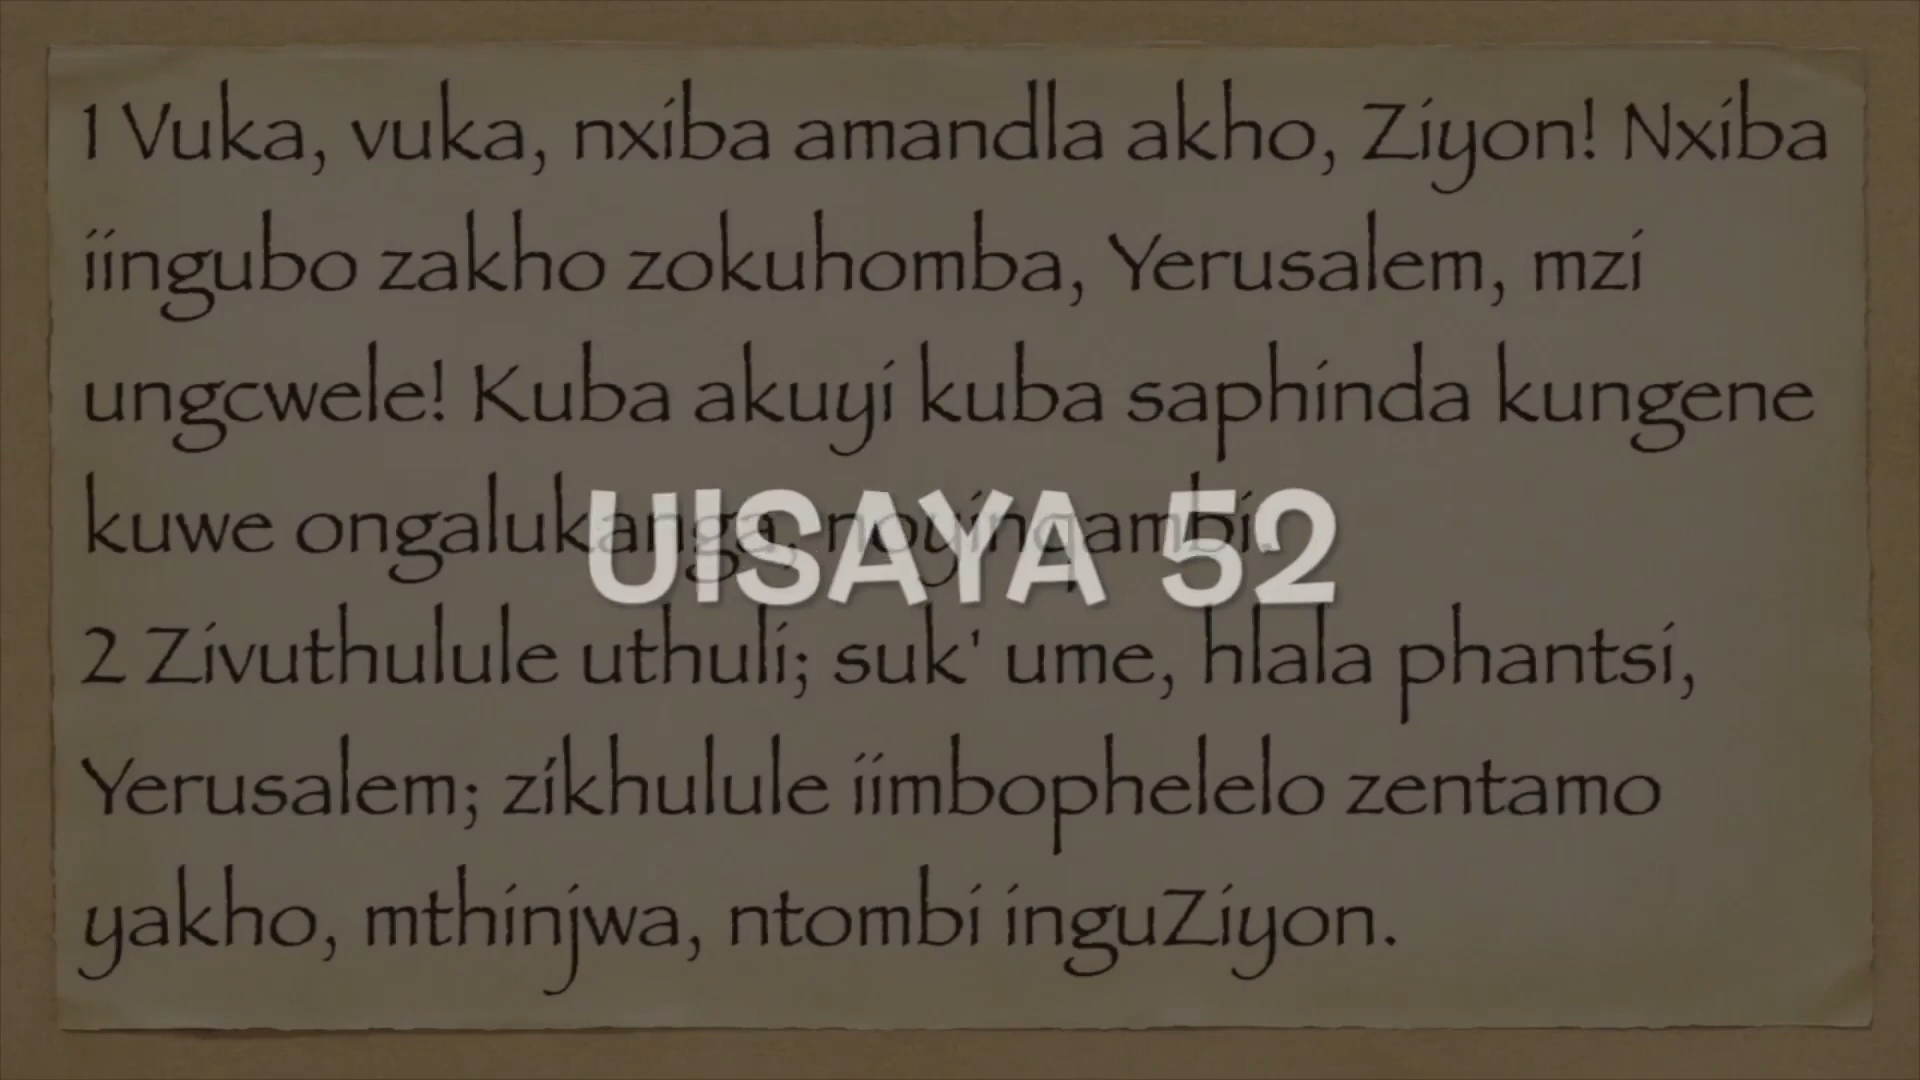 1 Vuka, vuka, nxiba amandla akho, Ziyon! Nxiba
iingubo zakho zokuhomba, Yerusalem, mzi
ungcwele! Kuba akuyi kuba saphinda kungene
kuwe ongalukanga, noyinqambi.
UISAYA 52
2 Zivuthulule uthuli; suk' ume, hlala phantsi,
Yerusalem; zikhulule iimbophelelo zentamo
yakho, mthinjwa, ntombi inguZiyon.